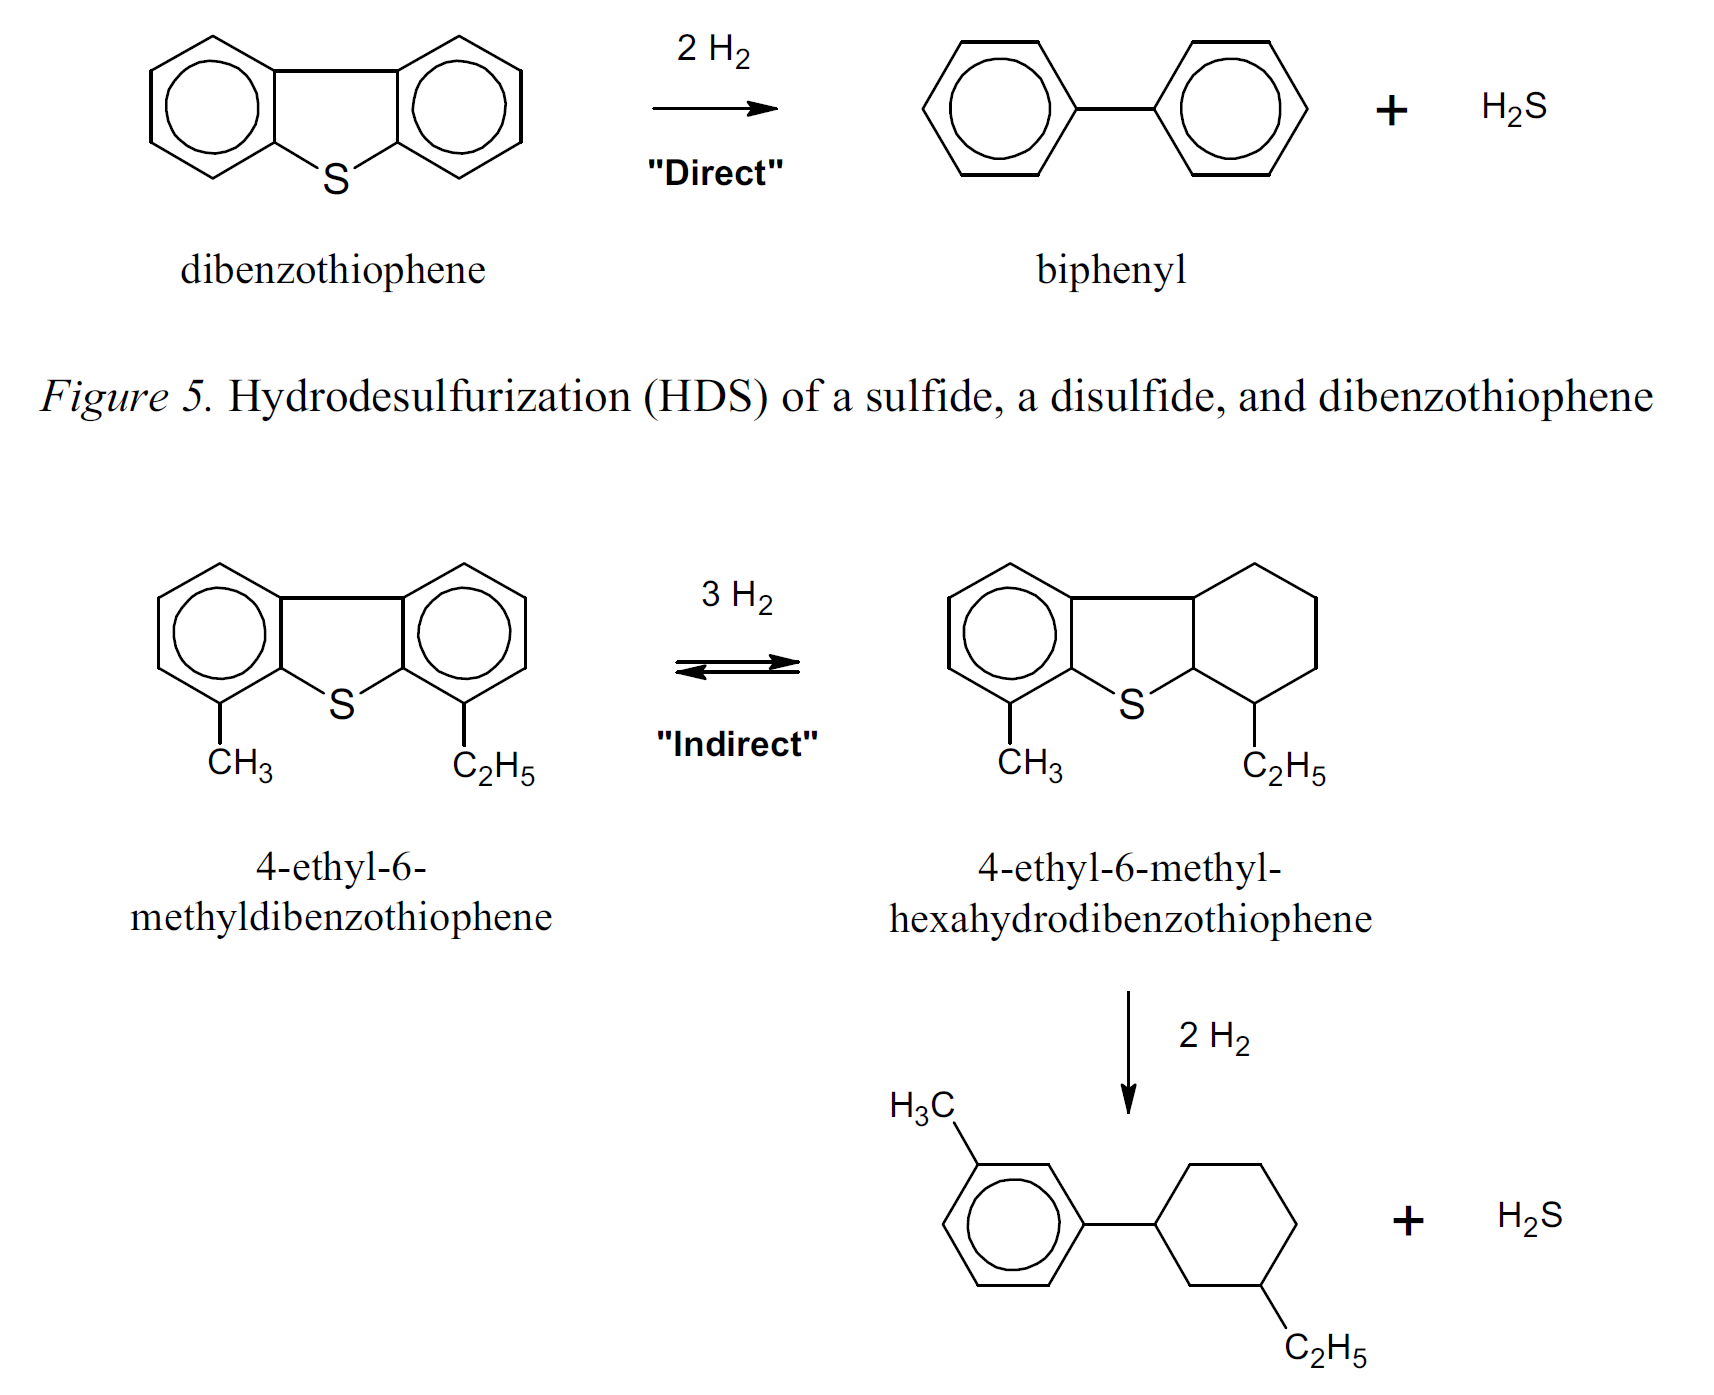 2 H2
"Direct"
S
+
H2S
dibenzothiophene
biphenyl
Figure 5. Hydrodesulfurization (HDS) of a sulfide, a disulfide, and dibenzothiophene
3 H2
"Indirect"
S
CH3
C2H5
S
CH3
C2H5
4-ethyl-6-
methyldibenzothiophene
4-ethyl-6-methyl-
hexahydrodibenzothiophene
2 H2
H3C
+
H2S
C2H5